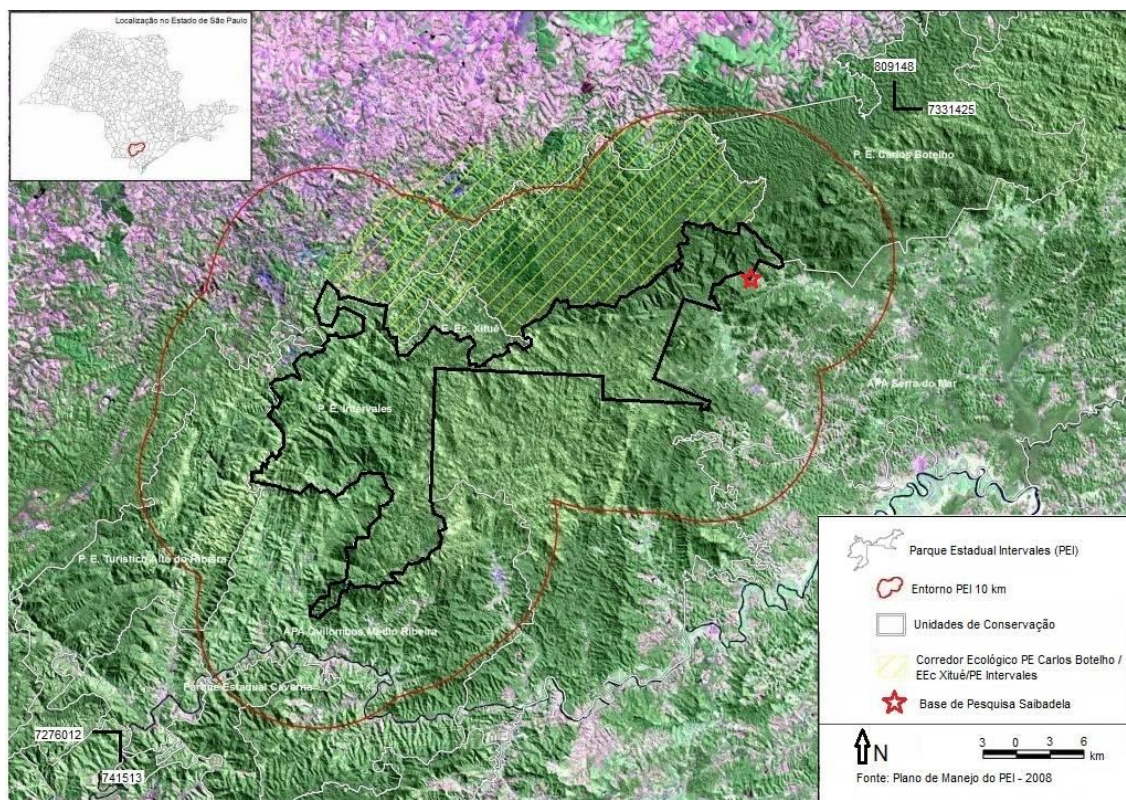 Localização no Estado de São Paulo
809148
7331425
P. E. Carlos Botelho
E. Ec. Xitué
APA Serra do Mar
P. E. Intervales
P. E. Turístico Alto do Ribeira
APA Quilombos Médio Ribeira
Parque Estadual Caverna
7276012
741513
Parque Estadual Intervales (PEI)
Entorno PEI 10 km
Unidades de Conservação
Corredor Ecológico PE Carlos Botelho /
EEc Xitué/PE Intervales
Base de Pesquisa Saibadela
N
3 0 3 6
km
Fonte: Plano de Manejo do PEI - 2008